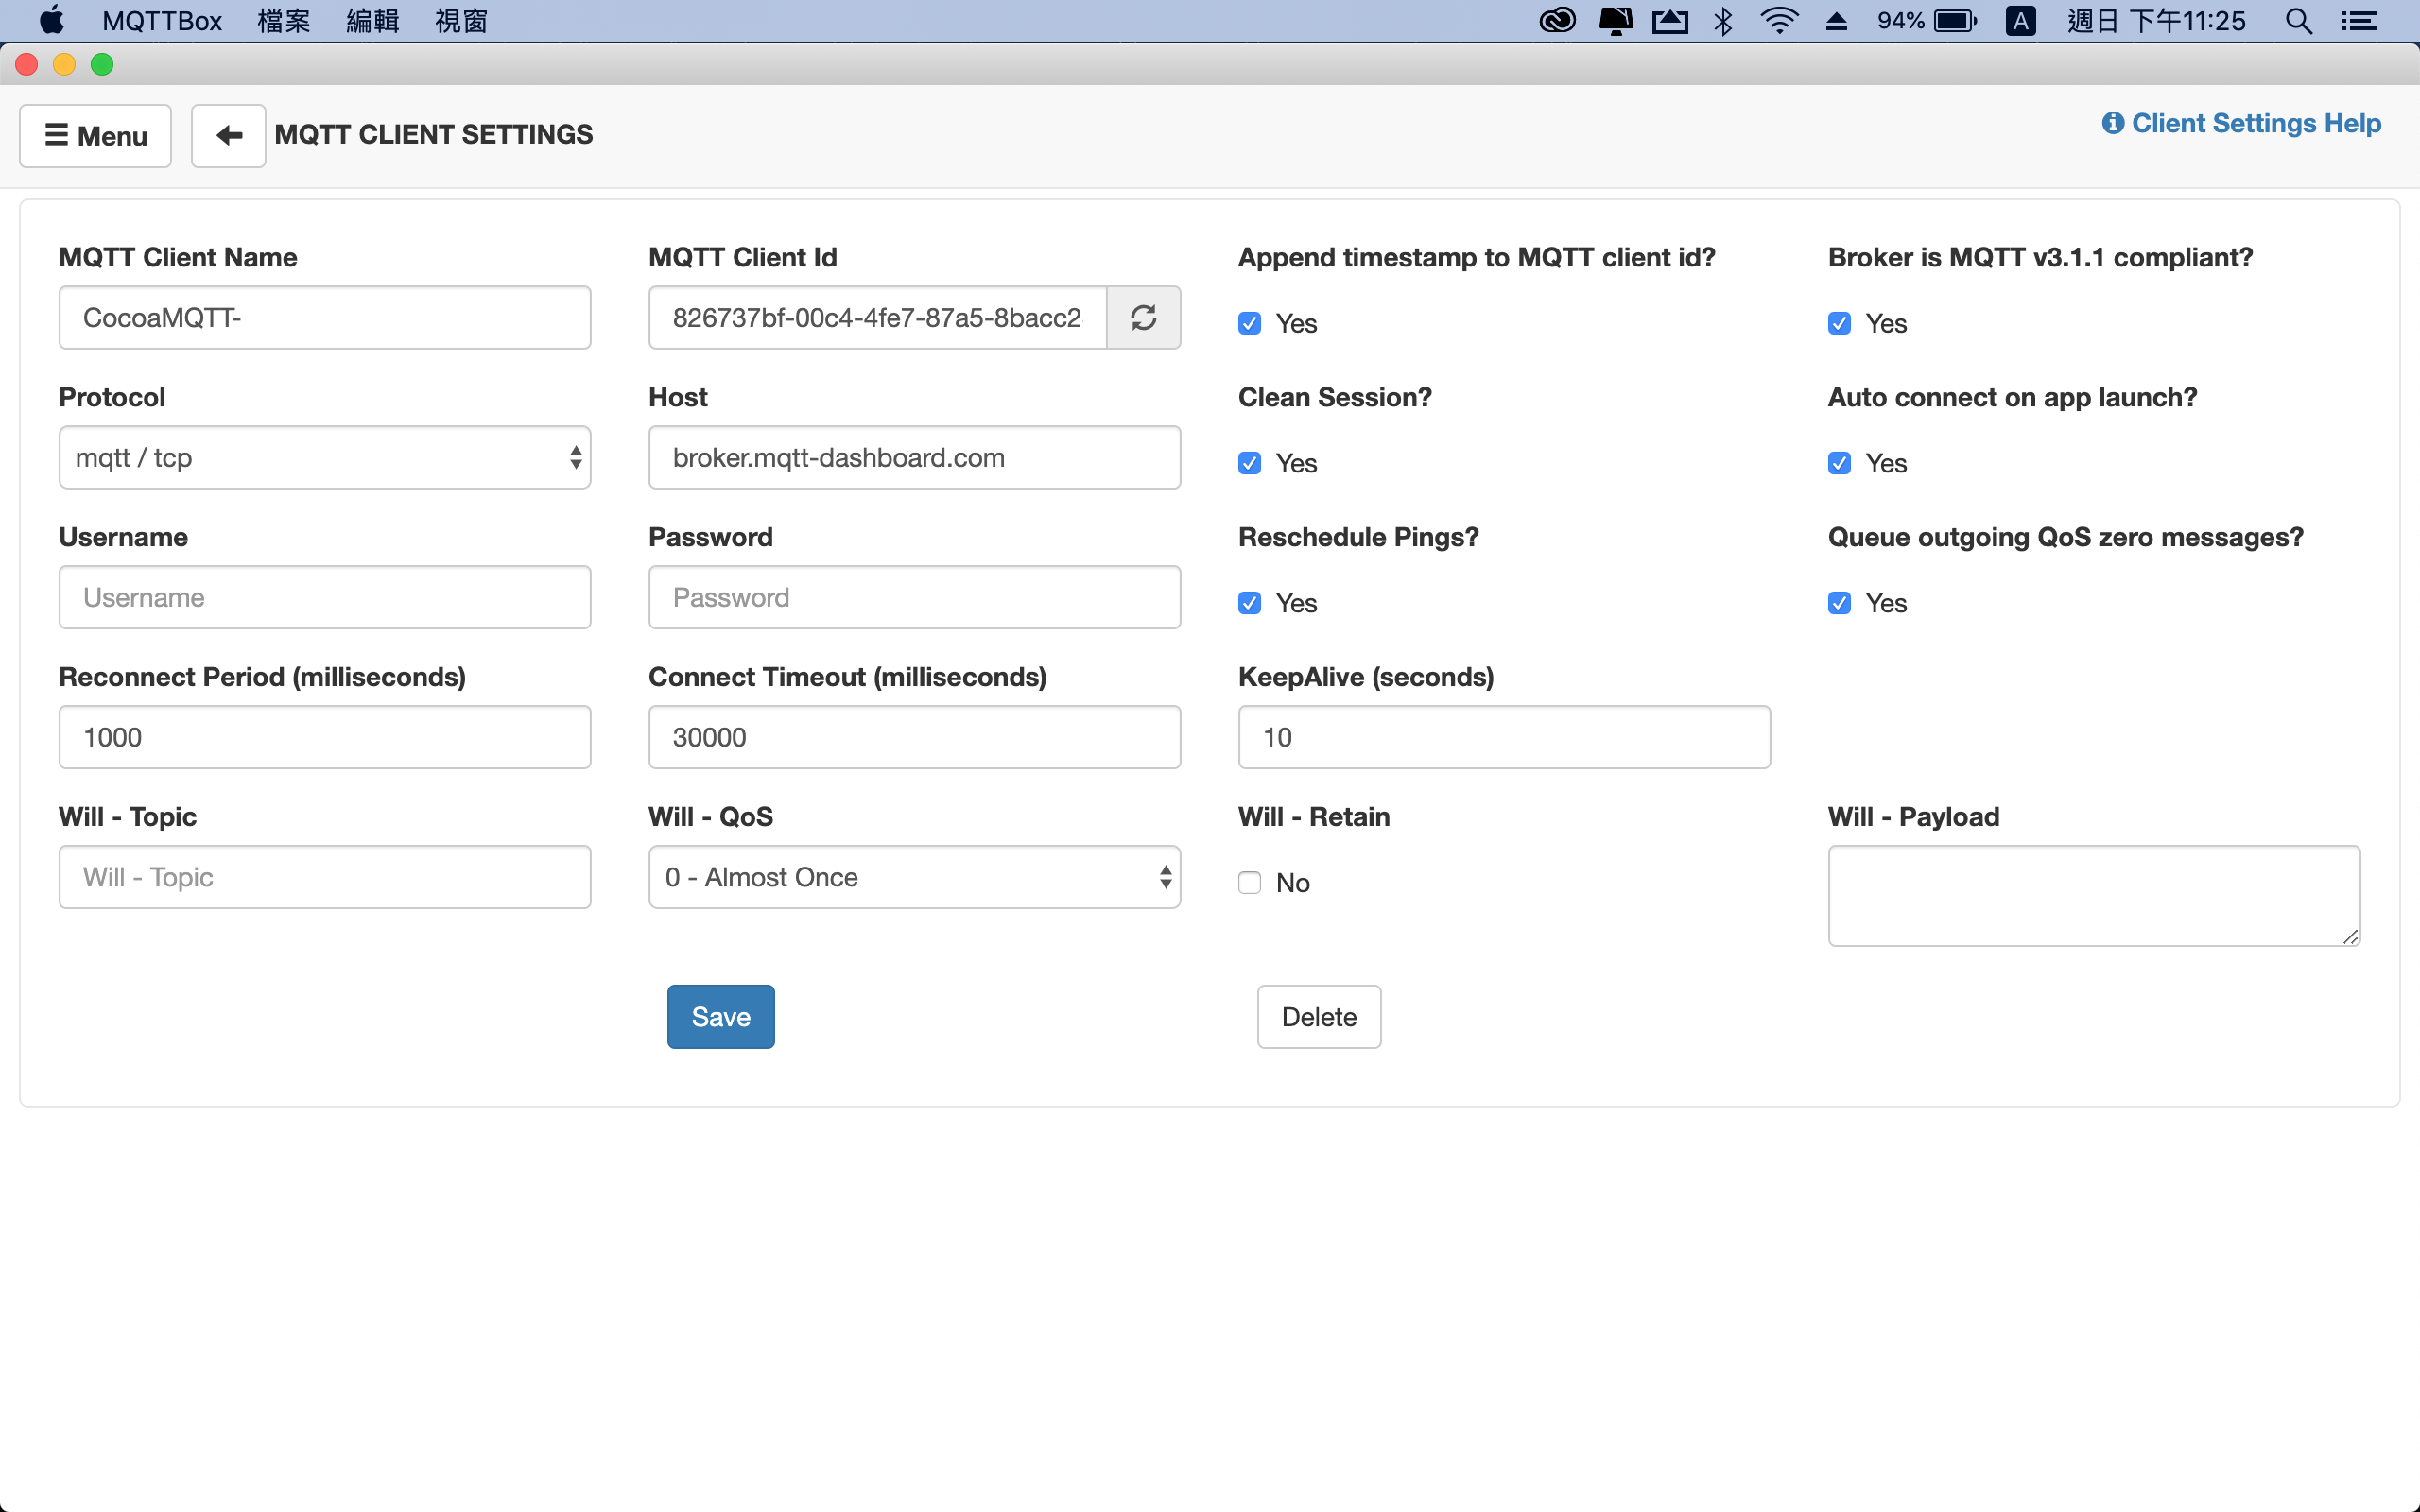 MQTTBox 檔案 編輯 視窗 94% A 週日 下午11:25
Menu MQTT CLIENT SETTINGS Client Settings Help
MQTT Client Name MQTT Client Id Append timestamp to MQTT client id? Broker is MQTT v3.1.1 compliant?
CocoaMQTT- 826737bf-00c4-4fe7-87a5-8bacc2 Yes Yes
Protocol Host Clean Session? Auto connect on app launch?
mqtt / tcp broker.mqtt-dashboard.com Yes Yes
Username Password Reschedule Pings? Queue outgoing QoS zero messages?
Username Password Yes Yes
Reconnect Period (milliseconds) Connect Timeout (milliseconds) KeepAlive (seconds)
1000 30000 10
Will - Topic Will - QoS Will - Retain Will - Payload
Will - Topic 0 - Almost Once No
Save Delete